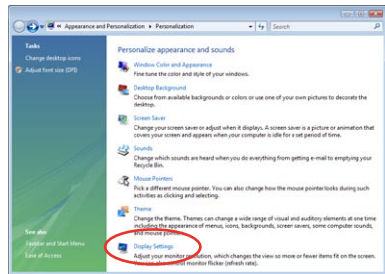 « Appearance and Personalization ▸ Personalization
Search
Tasks
Change desktop icons
Adjust font size (DPI)
See also
Taskbar and Start Menu
Ease of Access
Personalize appearance and sounds
Window Color and Appearance
Fine tune the color and style of your windows.
Desktop Background
Choose from available backgrounds or colors or use one of your own pictures to decorate the
desktop.
Screen Saver
Change your screen saver or adjust when it displays. A screen saver is a picture or animation that
covers your screen and appears when your computer is idle for a set period of time.
Sounds
Change which sounds are heard when you do everything from getting e-mail to emptying your
Recycle Bin.
Mouse Pointers
Pick a different mouse pointer. You can also change how the mouse pointer looks during such
activities as clicking and selecting.
Theme
Change the theme. Themes can change a wide range of visual and auditory elements at one time
including the appearance of menus, icons, backgrounds, screen savers, some computer sounds,
and mouse pointers.
Display Settings
Adjust your monitor resolution, which changes the view so more or fewer items fit on the screen.
You can also control monitor flicker (refresh rate).